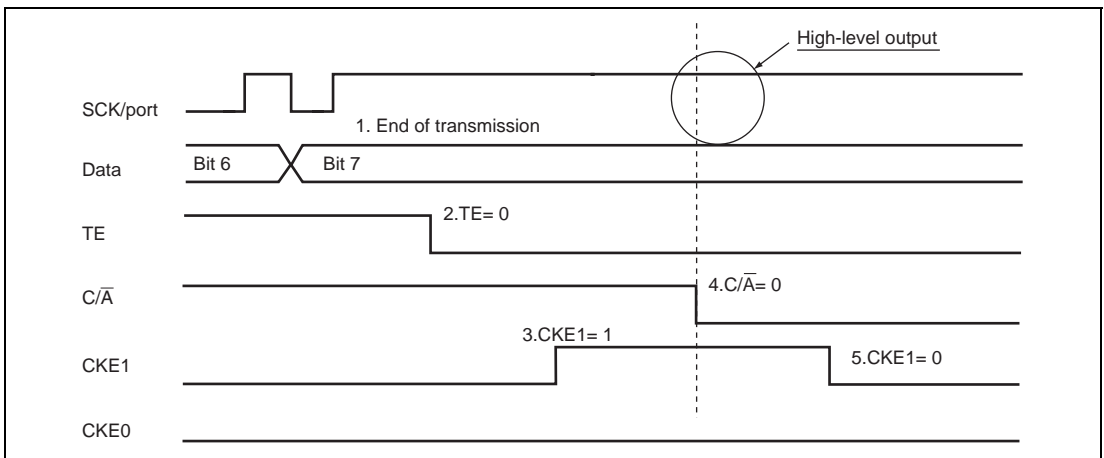 High-level output
SCK/port
1. End of transmission
Data
Bit 6
Bit 7
TE
2.TE= 0
C/A̅
4.C/A̅= 0
3.CKE1= 1
CKE1
5.CKE1= 0
CKE0